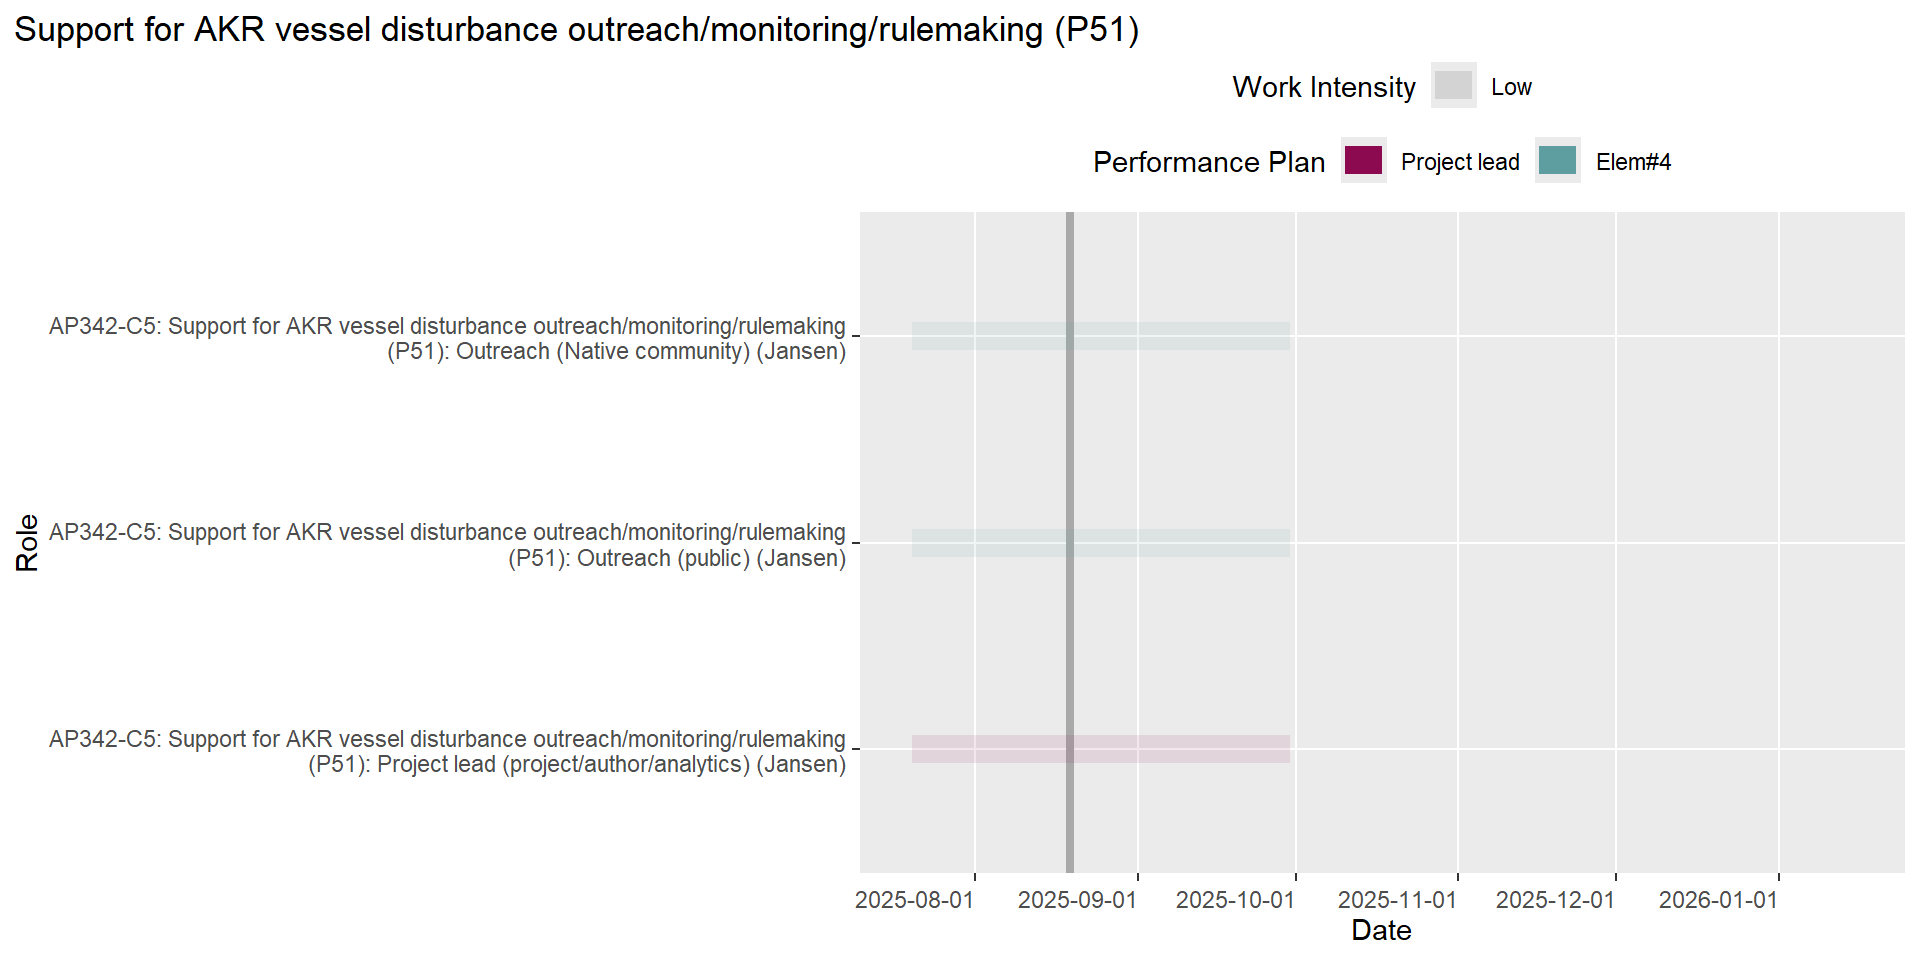 Support for AKR vessel disturbance outreach/monitoring/rulemaking (P51)
Work Intensity Low
Performance Plan Project lead Elem#4
Role
AP342-C5: Support for AKR vessel disturbance outreach/monitoring/rulemaking
(P51): Outreach (Native community) (Jansen)
AP342-C5: Support for AKR vessel disturbance outreach/monitoring/rulemaking
(P51): Outreach (public) (Jansen)
AP342-C5: Support for AKR vessel disturbance outreach/monitoring/rulemaking
(P51): Project lead (project/author/analytics) (Jansen)
2025-08-01 2025-09-01 2025-10-01 2025-11-01 2025-12-01 2026-01-01
Date